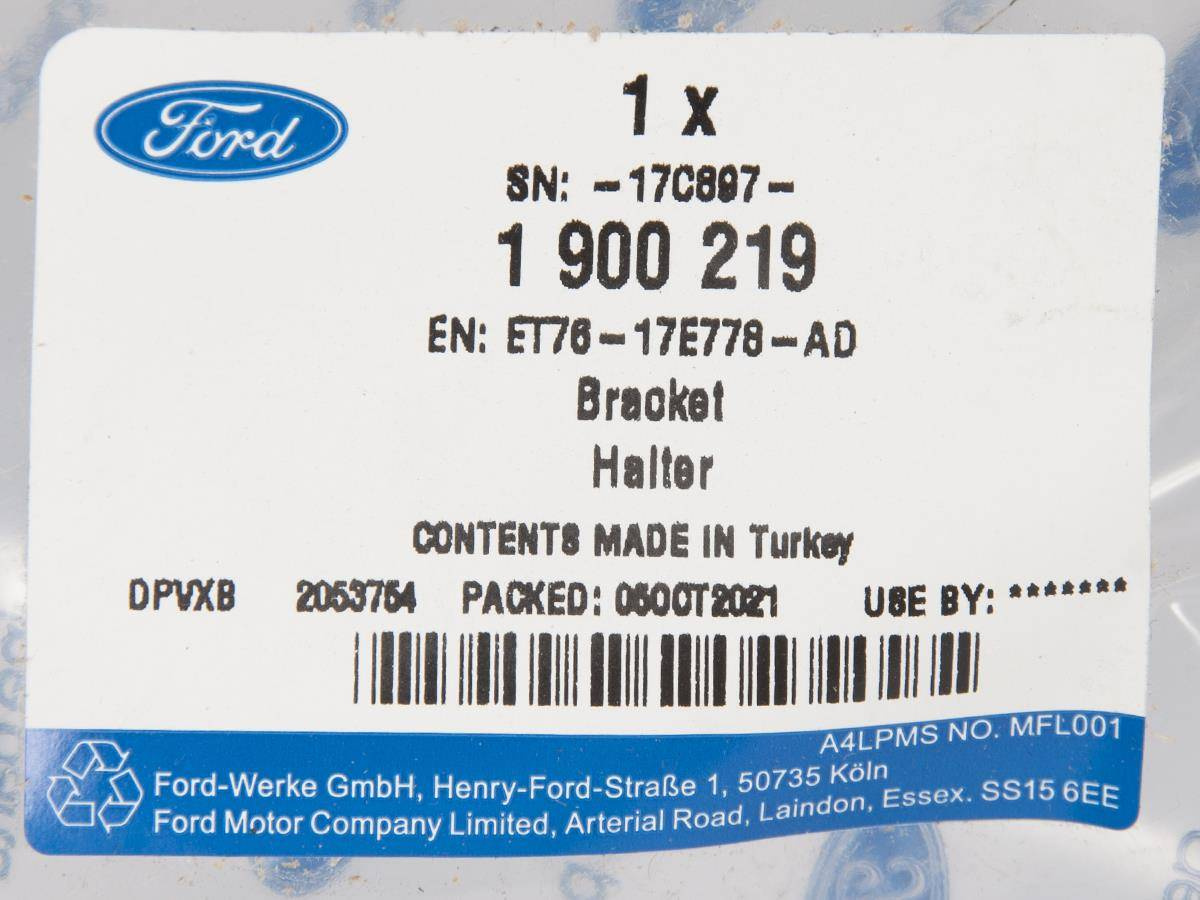 Ford
1 x
SN: -17C897-
1 900 219
EN: ET76-17E778-AD
Bracket
Halter
CONTENTS MADE IN Turkey
DPVXB 2053754 PACKED: 05OCT2021 USE BY: *******
A4LPMS NO. MFL001
Ford-Werke GmbH, Henry-Ford-Straße 1, 50735 Köln
Ford Motor Company Limited, Arterial Road, Laindon, Essex. SS15 6EE